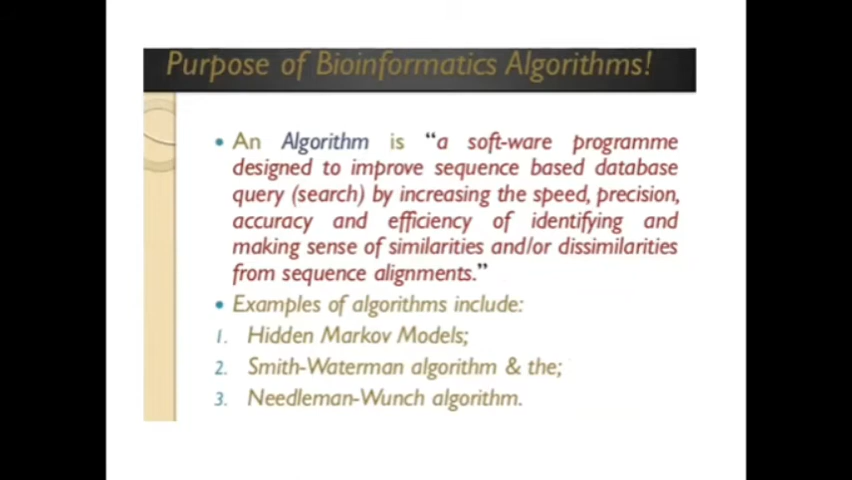 Purpose of Bioinformatics Algorithms!
• An Algorithm is “a soft-ware programme
designed to improve sequence based database
query (search) by increasing the speed, precision,
accuracy and efficiency of identifying and
making sense of similarities and/or dissimilarities
from sequence alignments.”
• Examples of algorithms include:
1. Hidden Markov Models;
2. Smith-Waterman algorithm & the;
3. Needleman-Wunch algorithm.